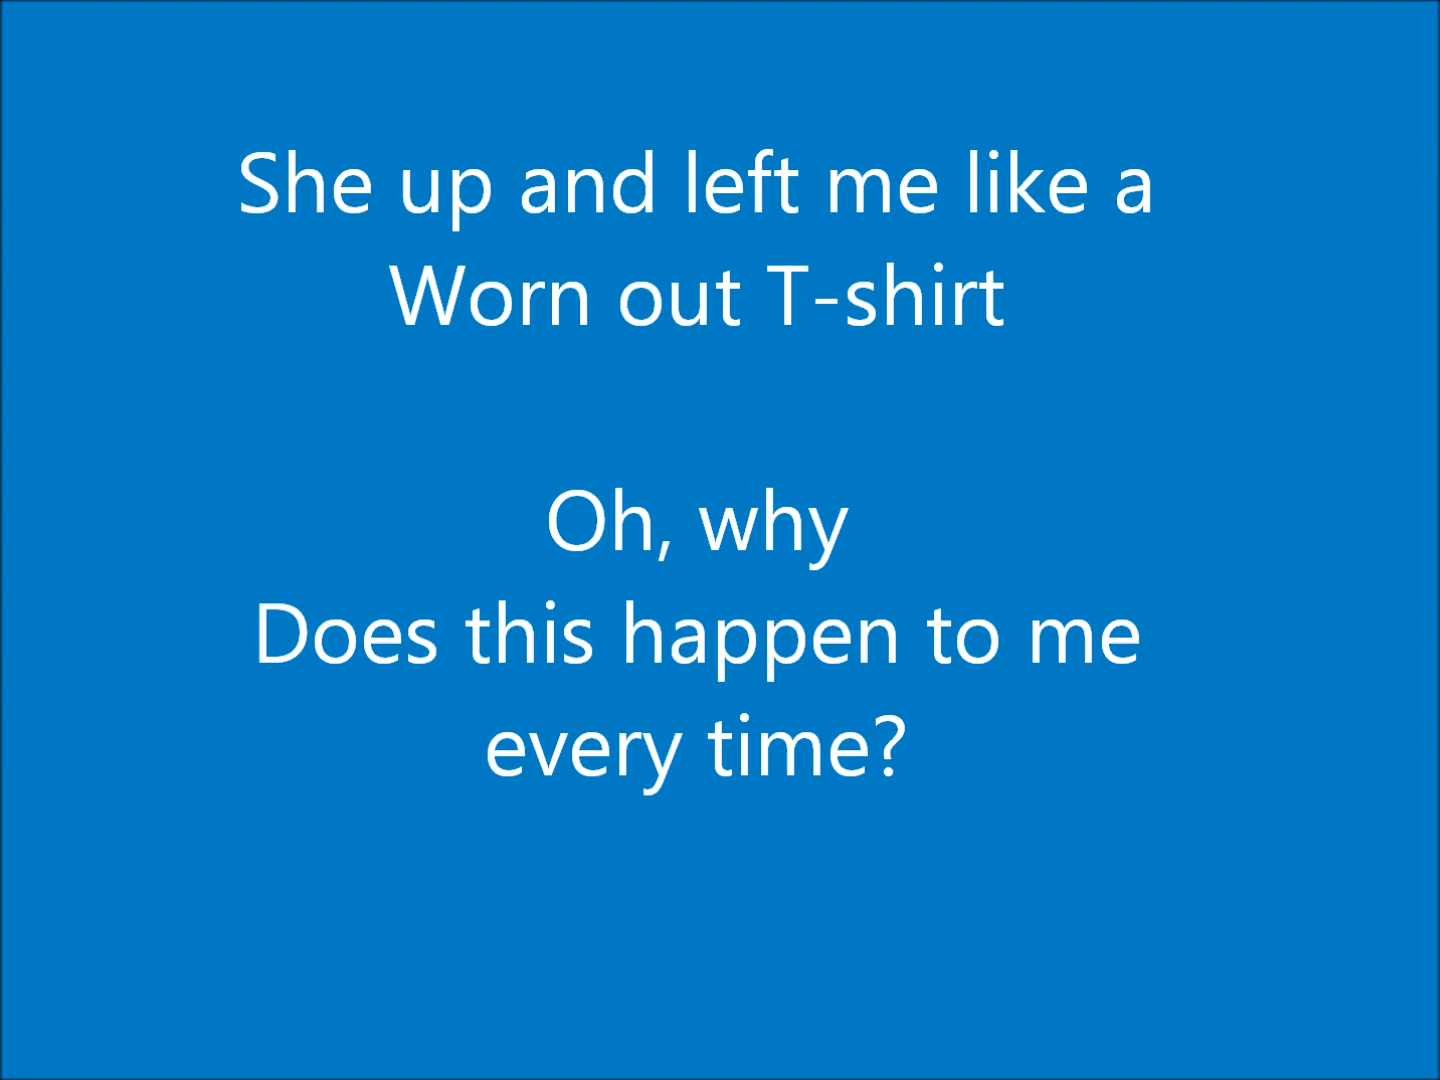 She up and left me like a
Worn out T-shirt
Oh, why
Does this happen to me
every time?